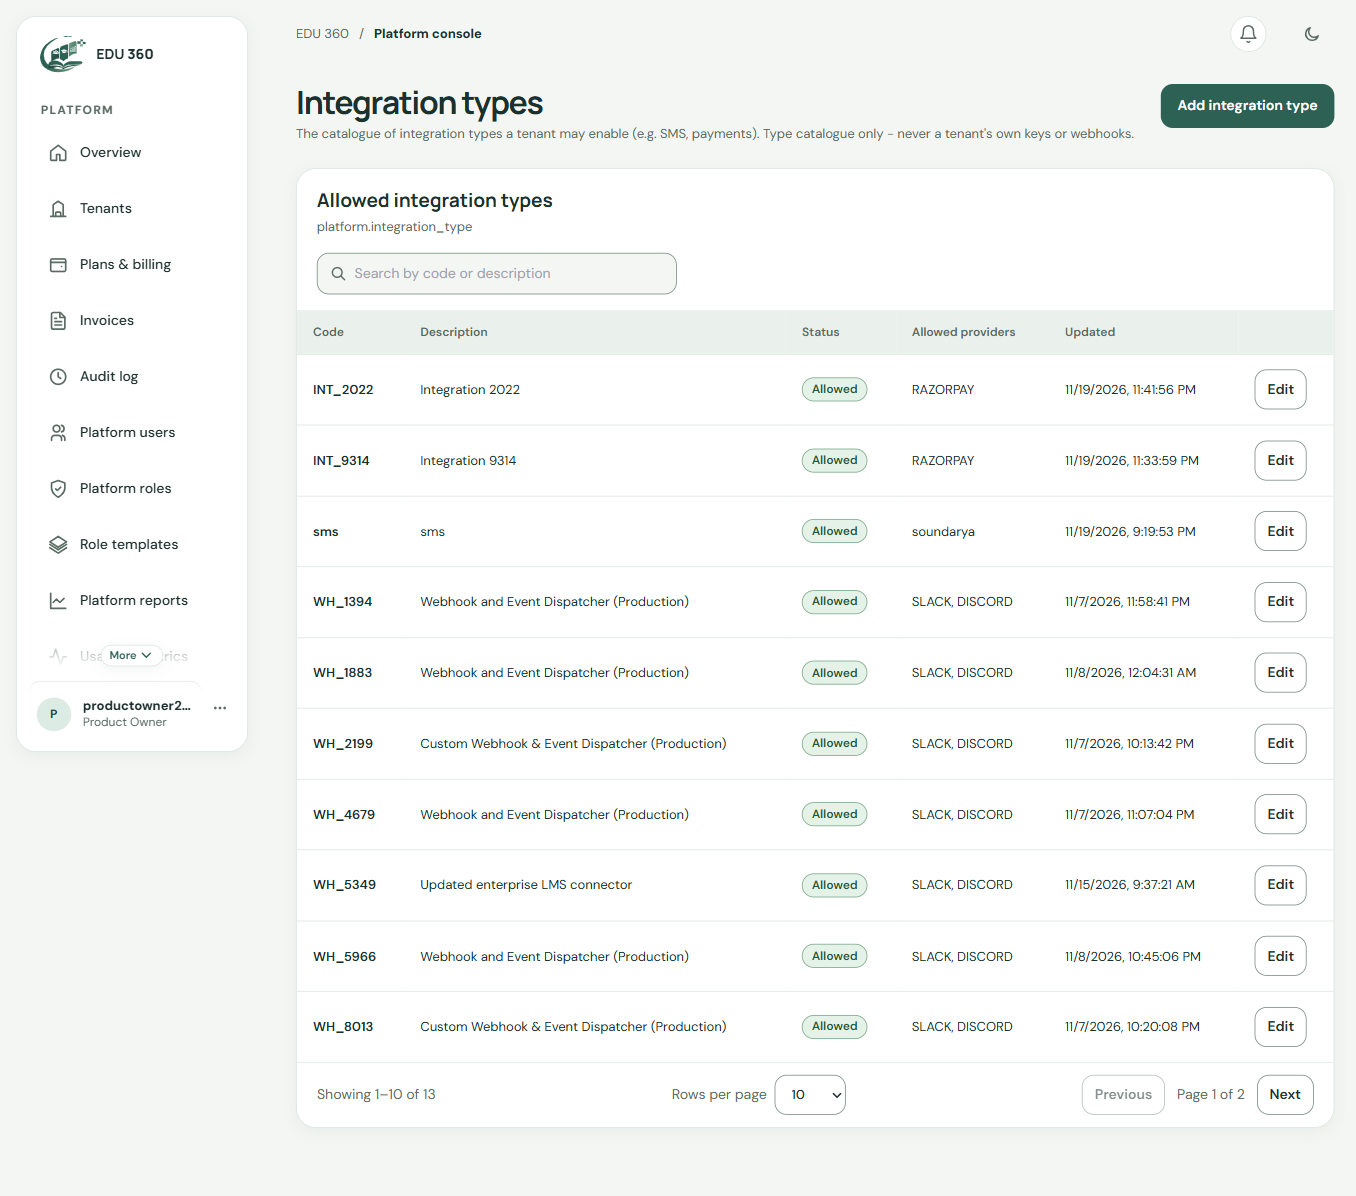 EDU 360
PLATFORM
Overview
Tenants
Plans & billing
Invoices
Audit log
Platform users
Platform roles
Role templates
Platform reports
More
P
productowner2...
Product Owner
EDU 360 / Platform console
Integration types
The catalogue of integration types a tenant may enable (e.g. SMS, payments). Type catalogue only - never a tenant's own keys or webhooks.
Add integration type
Allowed integration types
platform.integration_type
Search by code or description
Code Description Status Allowed providers Updated
INT_2022 Integration 2022 Allowed RAZORPAY 11/19/2026, 11:41:56 PM Edit
INT_9314 Integration 9314 Allowed RAZORPAY 11/19/2026, 11:33:59 PM Edit
sms sms Allowed soundarya 11/19/2026, 9:19:53 PM Edit
WH_1394 Webhook and Event Dispatcher (Production) Allowed SLACK, DISCORD 11/7/2026, 11:58:41 PM Edit
WH_1883 Webhook and Event Dispatcher (Production) Allowed SLACK, DISCORD 11/8/2026, 12:04:31 AM Edit
WH_2199 Custom Webhook & Event Dispatcher (Production) Allowed SLACK, DISCORD 11/7/2026, 10:13:42 PM Edit
WH_4679 Webhook and Event Dispatcher (Production) Allowed SLACK, DISCORD 11/7/2026, 11:07:04 PM Edit
WH_5349 Updated enterprise LMS connector Allowed SLACK, DISCORD 11/15/2026, 9:37:21 AM Edit
WH_5966 Webhook and Event Dispatcher (Production) Allowed SLACK, DISCORD 11/8/2026, 10:45:06 PM Edit
WH_8013 Custom Webhook & Event Dispatcher (Production) Allowed SLACK, DISCORD 11/7/2026, 10:20:08 PM Edit
Showing 1–10 of 13 Rows per page 10 Previous Page 1 of 2 Next